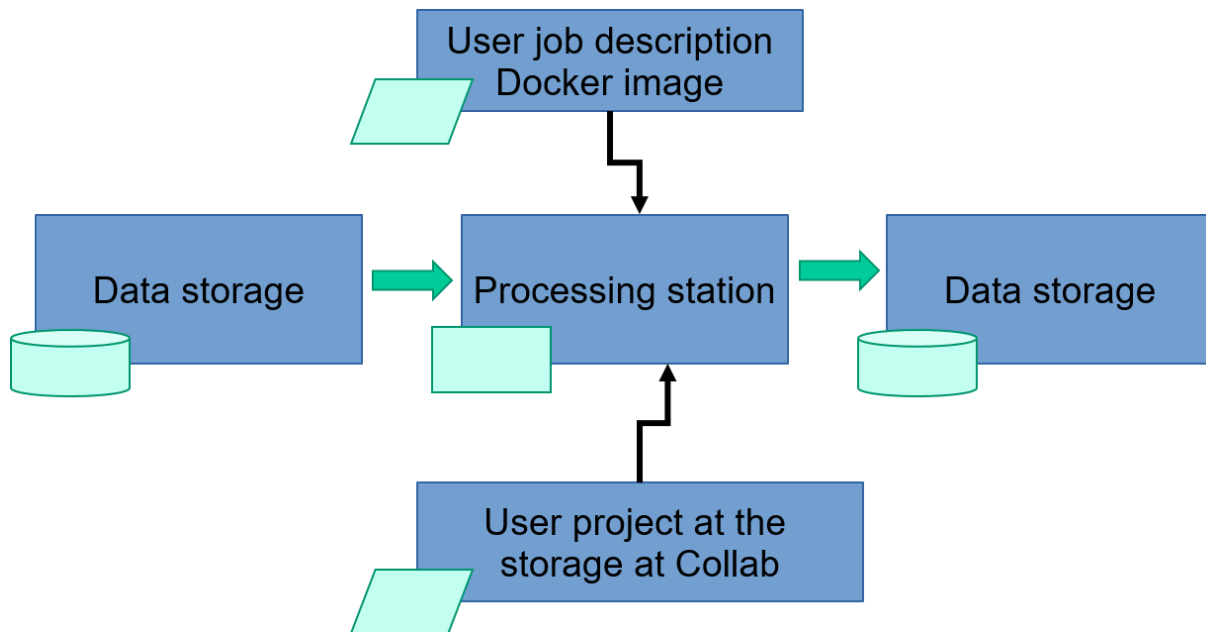 User job description
Docker image
Data storage
Processing station
Data storage
User project at the
storage at Collab